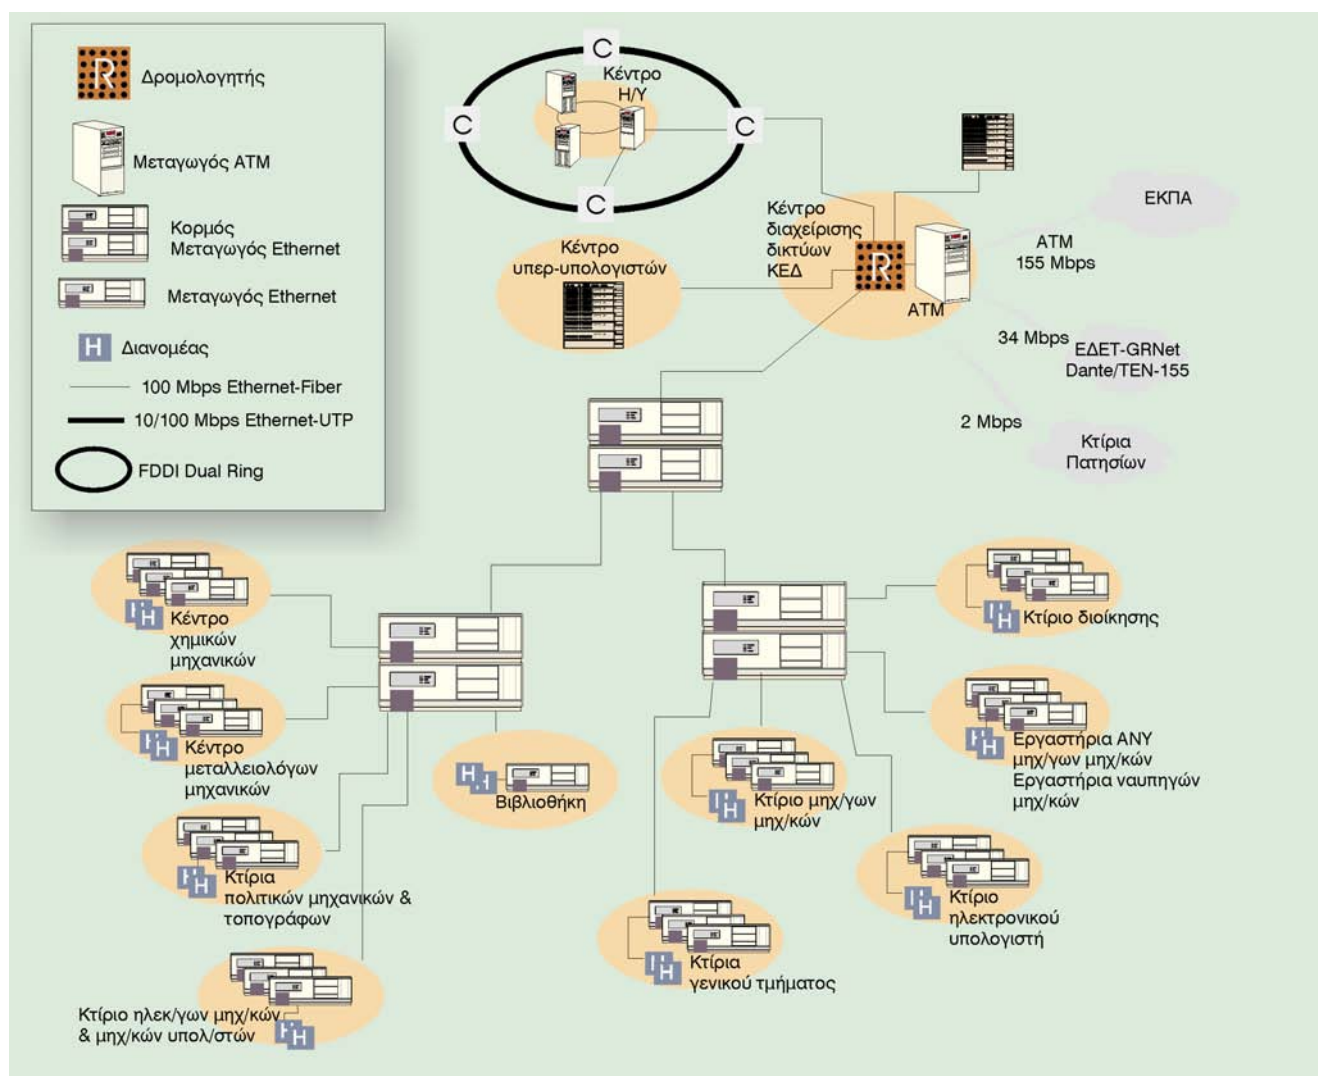 R
Δρομολογητής
Μεταγωγός ATM
Κορμός
Μεταγωγός Ethernet
Μεταγωγός Ethernet
H
Διανομέας
100 Mbps Ethernet-Fiber
10/100 Mbps Ethernet-UTP
FDDI Dual Ring
C
Κέντρο
Η/Υ
C
C
C
Κέντρο
υπερ-υπολογιστών
Κέντρο
διαχείρισης
δικτύων
ΚΕΔ
R
ATM
ΕΚΠΑ
ATM
155 Mbps
34 Mbps
ΕΔΕΤ-GRNet
Dante/TEN-155
2 Mbps
Κτίρια
Πατησίων
H
H
Κέντρο
χημικών
μηχανικών
H
H
Κέντρο
μεταλλειολόγων
μηχανικών
H
H
Κτίρια
πολιτικών μηχανικών &
τοπογράφων
H
H
Κτίριο ηλεκ/γων μηχ/κών
& μηχ/κών υπολ/στών
H
H
Βιβλιοθήκη
H
H
Κτίριο μηχ/γων
μηχ/κών
H
H
Κτίρια
γενικού τμήματος
H
H
Κτίριο διοίκησης
H
H
Εργαστήρια ΑΝΥ
μηχ/γων μηχ/κών
Εργαστήρια ναυπηγών
μηχ/κών
H
H
Κτίριο
ηλεκτρονικού
υπολογιστή